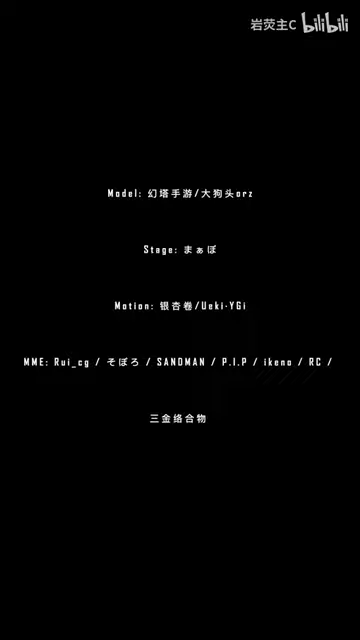 岩荧主C bilibili
Model: 幻塔手游/大狗头orz
Stage: まぁぼ
Motion: 银杏卷/Ueki-YGi
MME: Rui_cg / そぼろ / SANDMAN / P.I.P / ikeno / RC /
三金络合物